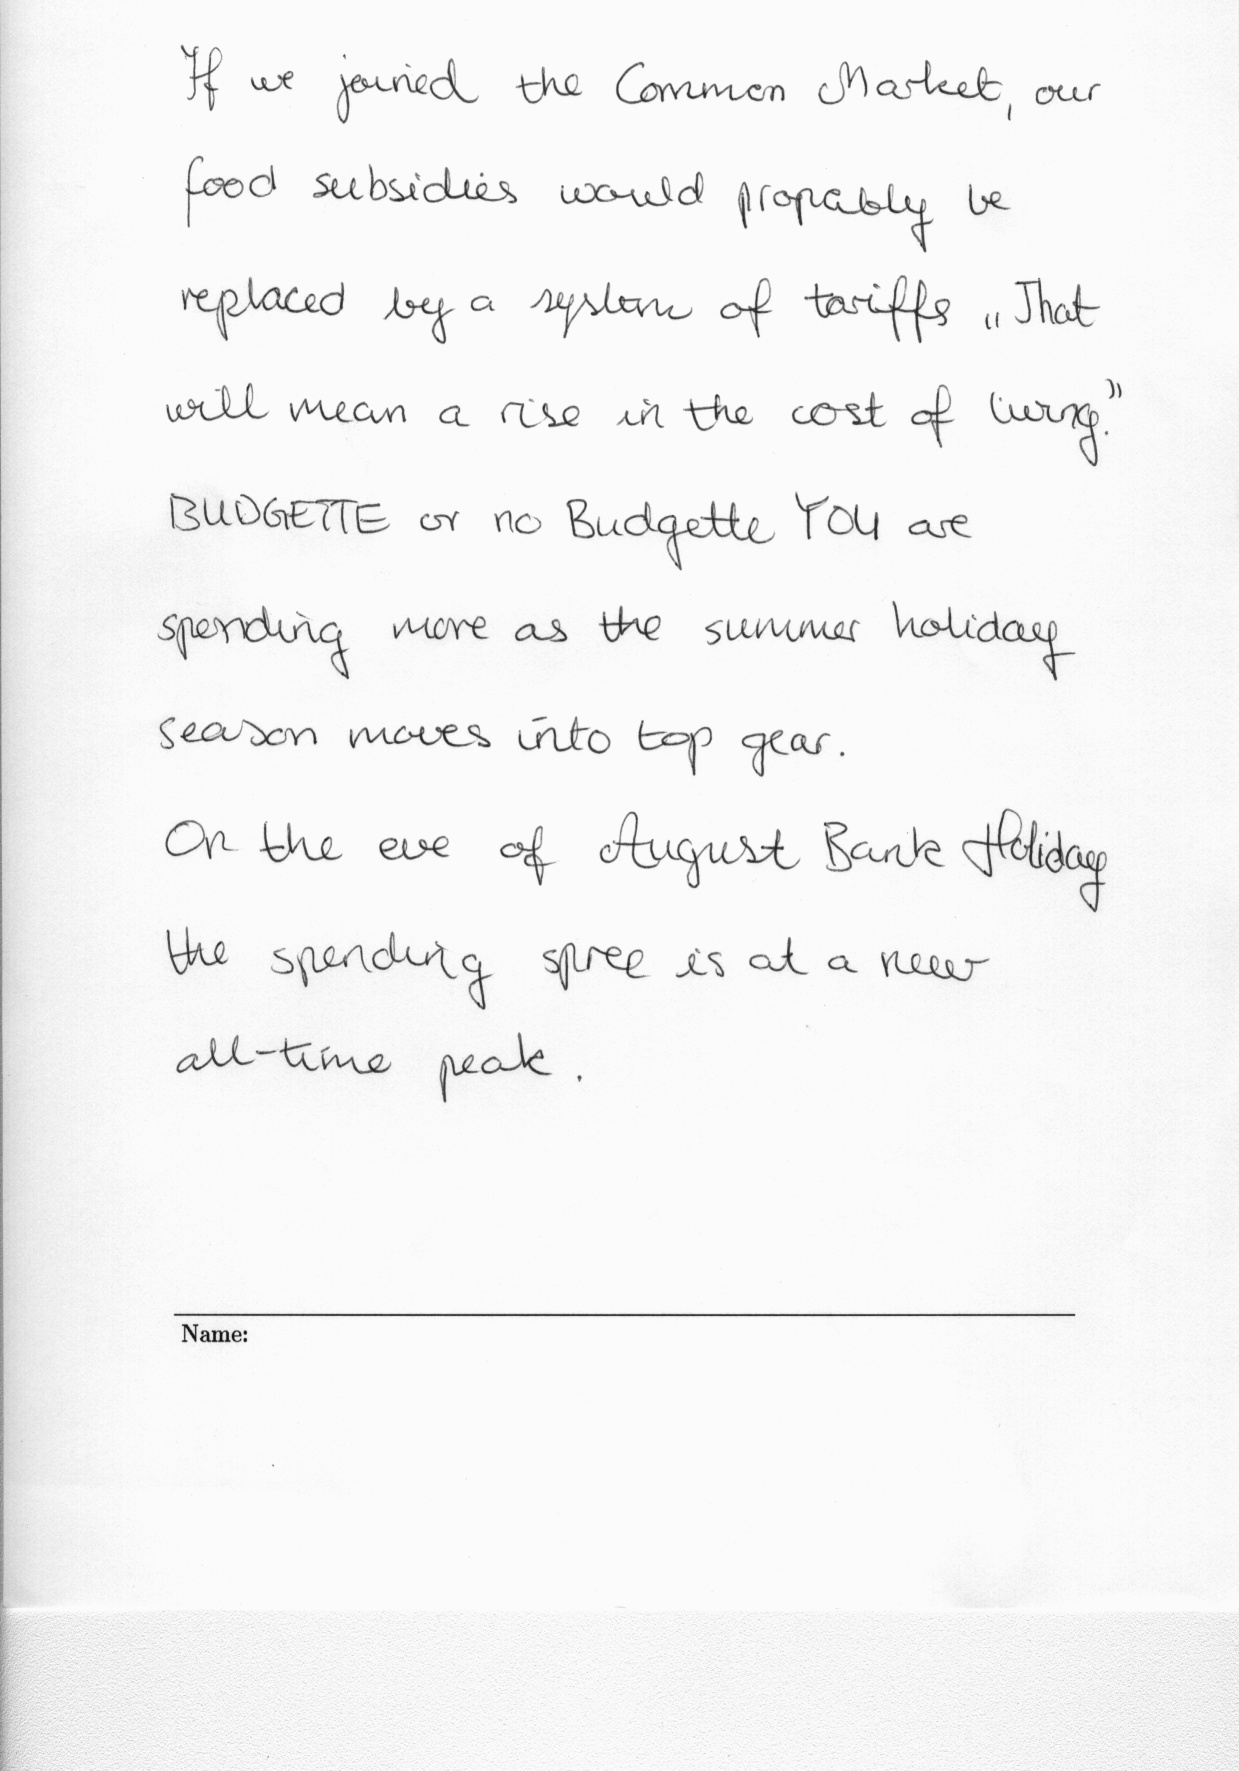 If we joined the Common Market, our
food subsidies would propably be
replaced by a system of tariffs „That
will mean a rise in the cost of living."
BUDGETTE or no Budgette YOU are
spending more as the summer holiday
season moves into top gear.
On the eve of August Bank Holiday
the spending spree is at a new
all-time peak.
Name: